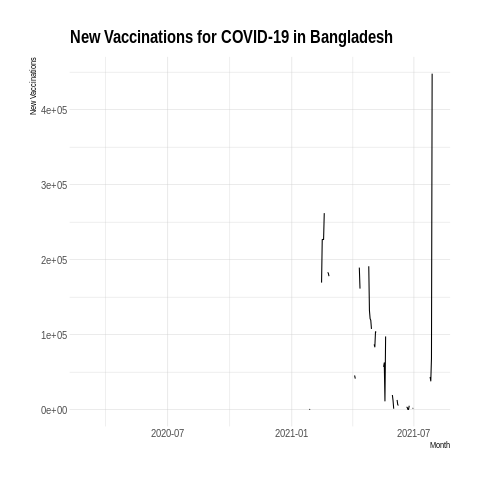 New Vaccinations for COVID-19 in Bangladesh
New Vaccinations
4e+05
3e+05
2e+05
1e+05
0e+00
2020-07
2021-01
2021-07
Month